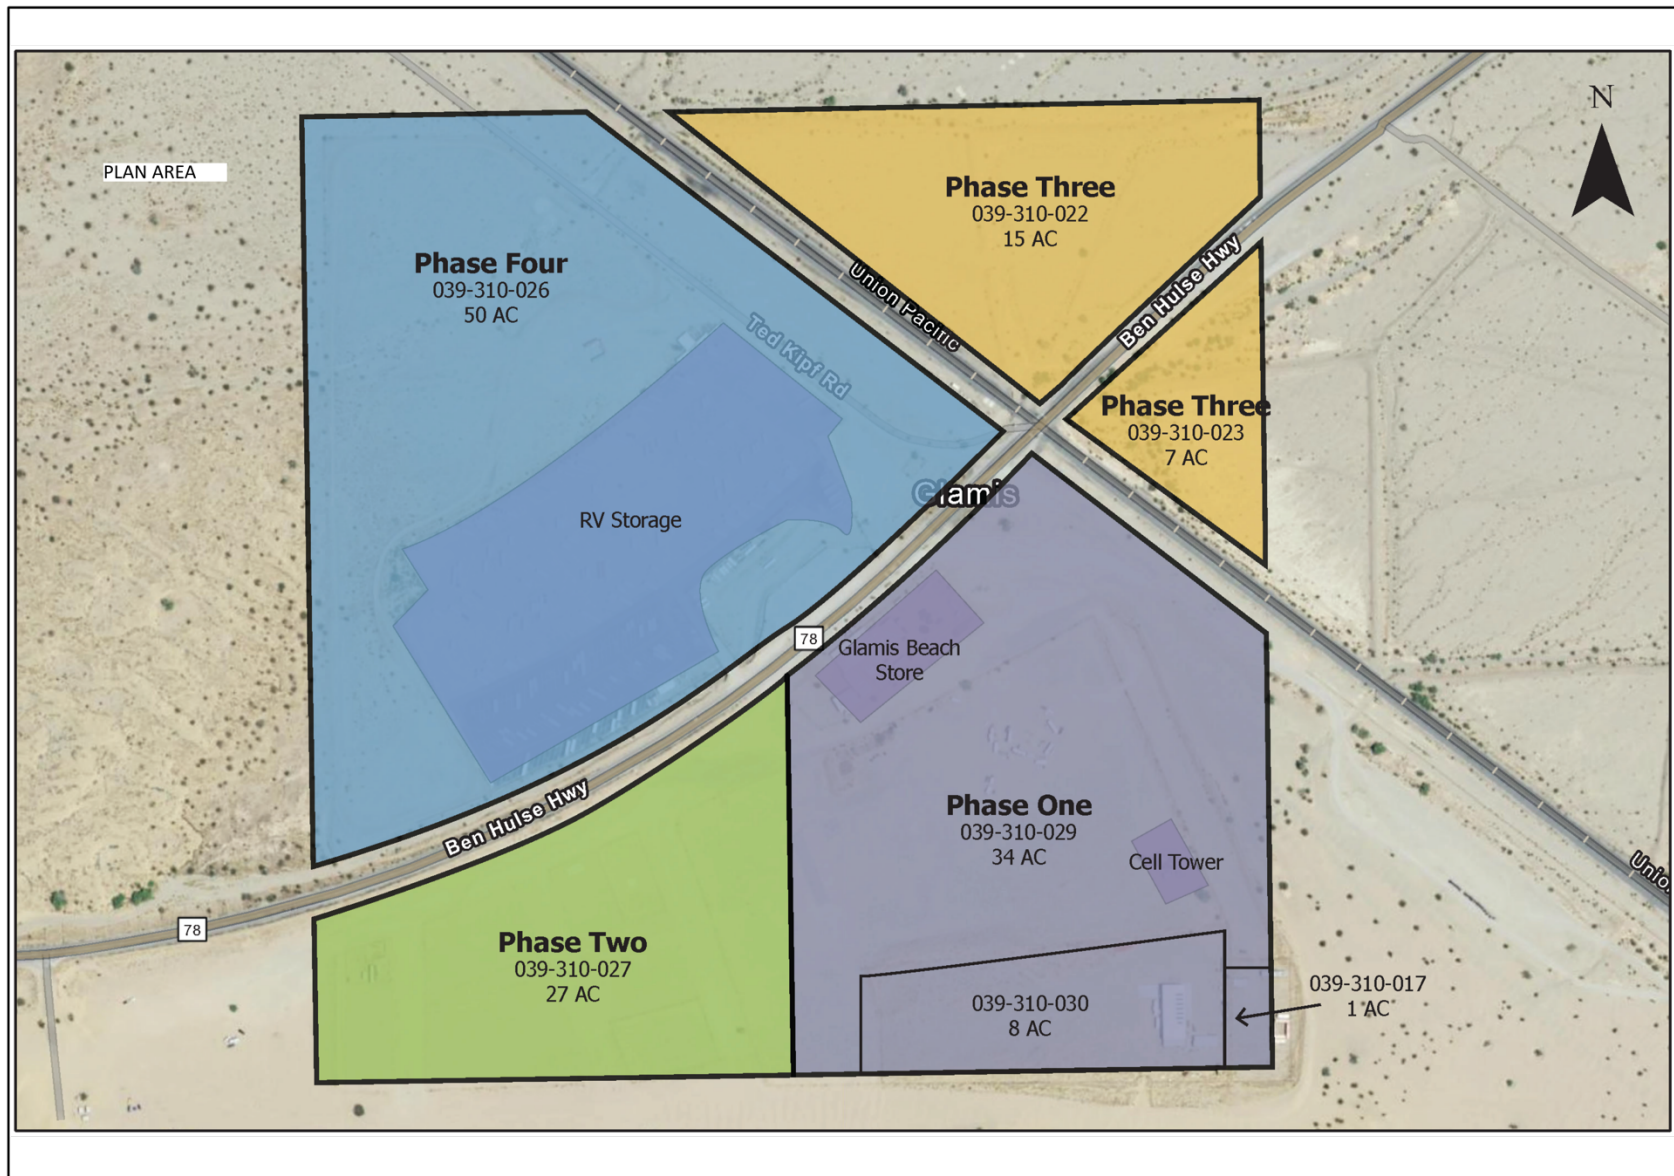 N
PLAN AREA
Phase Three
039-310-022
15 AC
Phase Four
039-310-026
50 AC
Union Pacific
Ben Hulse Hwy
Ted Kipf Rd
Phase Three
039-310-023
7 AC
Glamis
RV Storage
78
Glamis Beach
Store
Ben Hulse Hwy
Phase One
039-310-029
34 AC
Cell Tower
78
Phase Two
039-310-027
27 AC
039-310-030
8 AC
039-310-017
1 AC